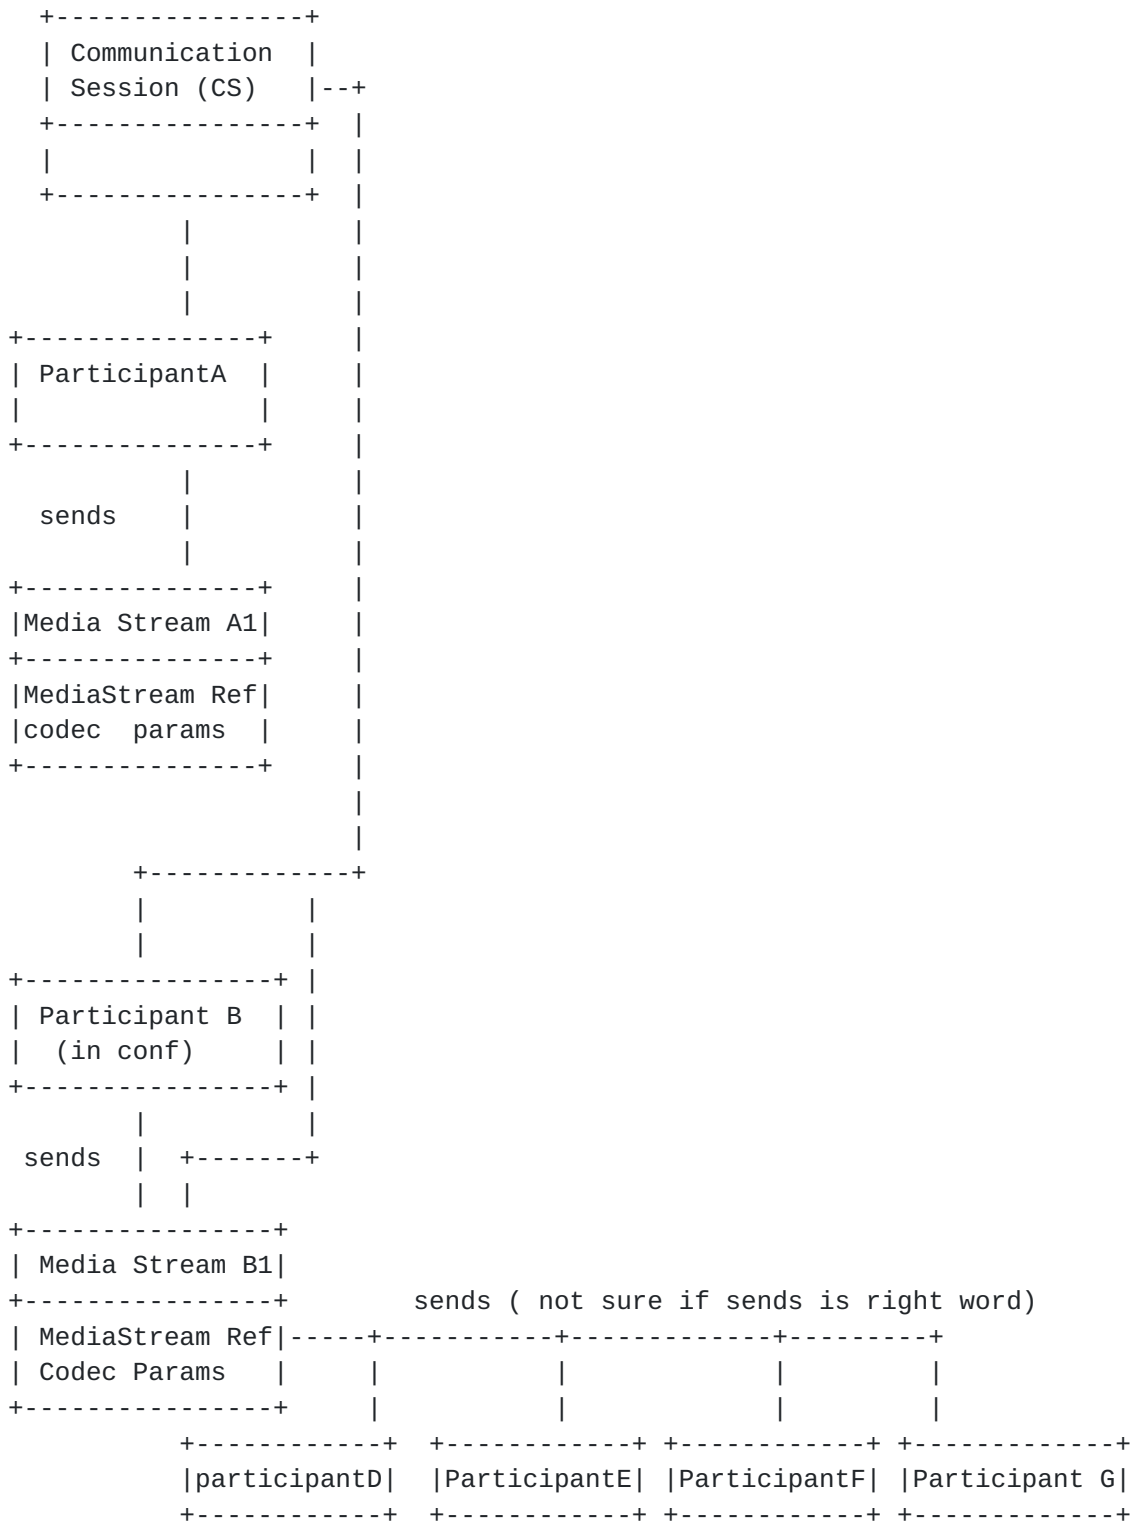 Communication
Session (CS)
ParticipantA
sends
Media Stream A1
MediaStream Ref
codec params
Participant B
(in conf)
sends
Media Stream B1
sends ( not sure if sends is right word)
MediaStream Ref
Codec Params
participantD ParticipantE ParticipantF Participant G